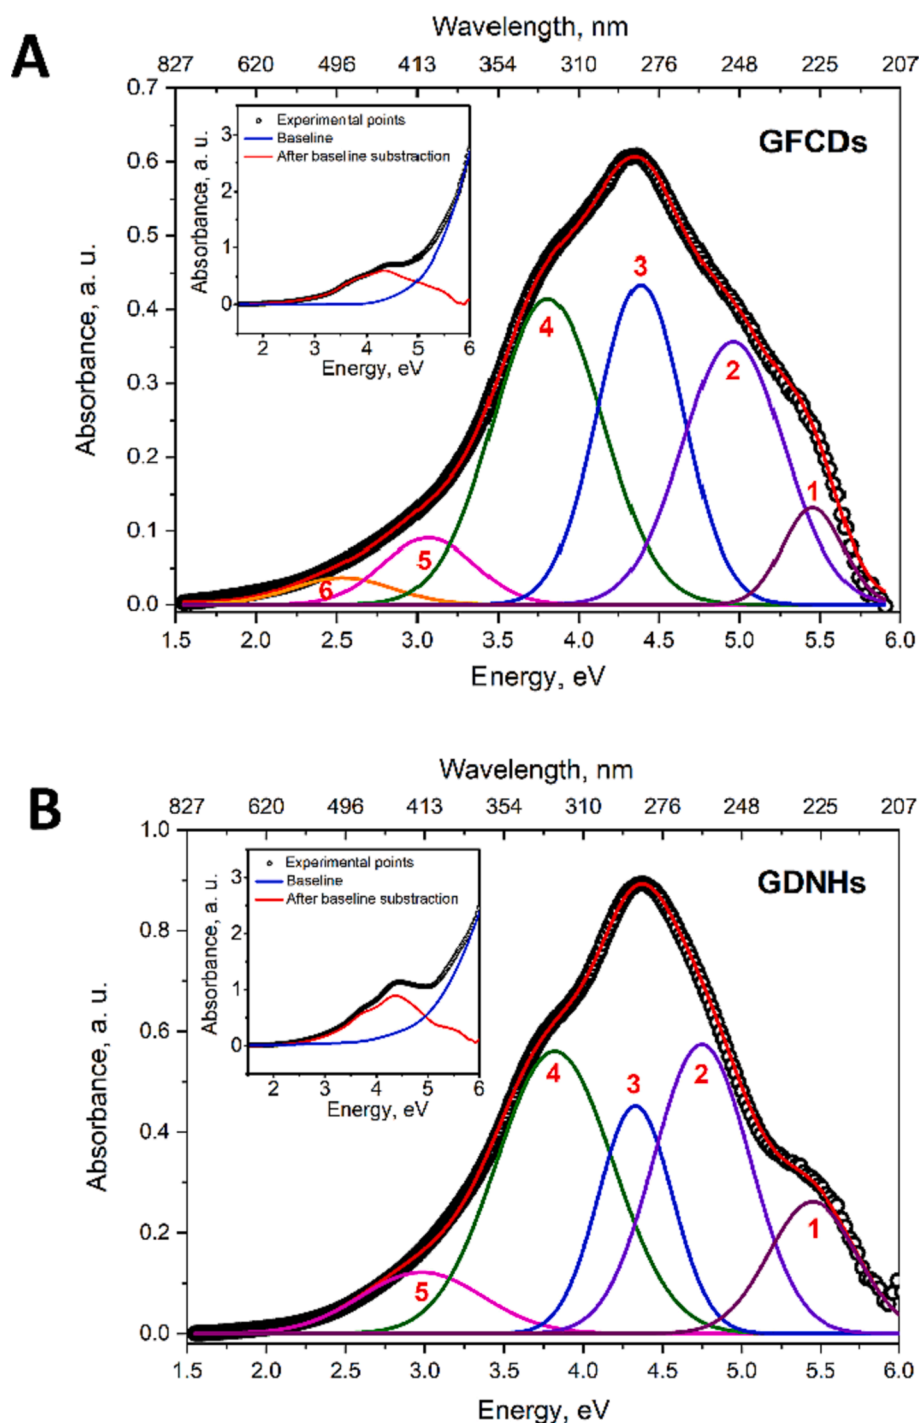 A
Wavelength, nm
827 620 496 413 354 310 276 248 225 207
GFCDs
Absorbance, a. u.
0.7
0.6
0.5
0.4
0.3
0.2
0.1
0.0
Experimental points
Baseline
After baseline substraction
Absorbance, a. u.
3
2
1
0
2 3 4 5 6
Energy, eV
3
4
2
1
5
6
1.5 2.0 2.5 3.0 3.5 4.0 4.5 5.0 5.5 6.0
Energy, eV
B
Wavelength, nm
827 620 496 413 354 310 276 248 225 207
GDNHs
Absorbance, a. u.
1.0
0.8
0.6
0.4
0.2
0.0
Experimental points
Baseline
After baseline substraction
Absorbance, a. u.
3
2
1
0
2 3 4 5 6
Energy, eV
4
3
2
1
5
1.5 2.0 2.5 3.0 3.5 4.0 4.5 5.0 5.5 6.0
Energy, eV